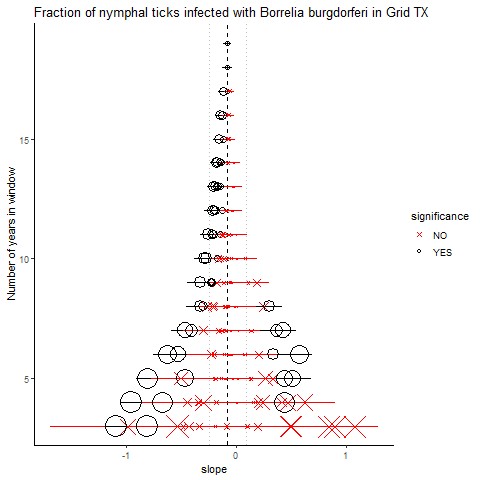 Fraction of nymphal ticks infected with Borrelia burgdorferi in Grid TX
Number of years in window
15
10
5
-1
0
1
slope
significance
NO
YES